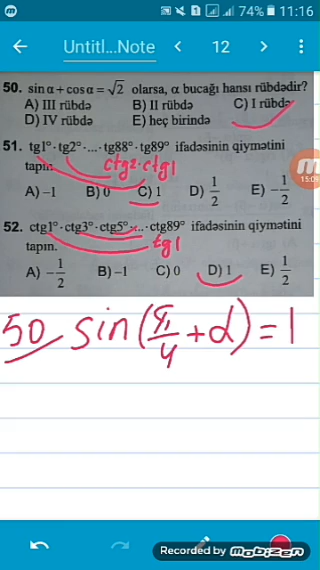 74% 11:16
Untitl...Note 12
50. sin α + cos α = √2 olarsa, α bucağı hansı rübdədir?
A) III rübdə B) II rübdə C) I rübdə
D) IV rübdə E) heç birində
51. tg1° · tg2° · ... · tg88° · tg89° ifadəsinin qiymətini
tapın. ctg2·ctg1
A) −1 B) 0 C) 1 D) 1/2 E) −1/2
15:09
52. ctg1° · ctg3° · ctg5° · ... · ctg89° ifadəsinin qiymətini
tapın. tg1
A) −1/2 B) −1 C) 0 D) 1 E) 1/2
50 sin(π/4 + α) = 1
Recorded by mobizen